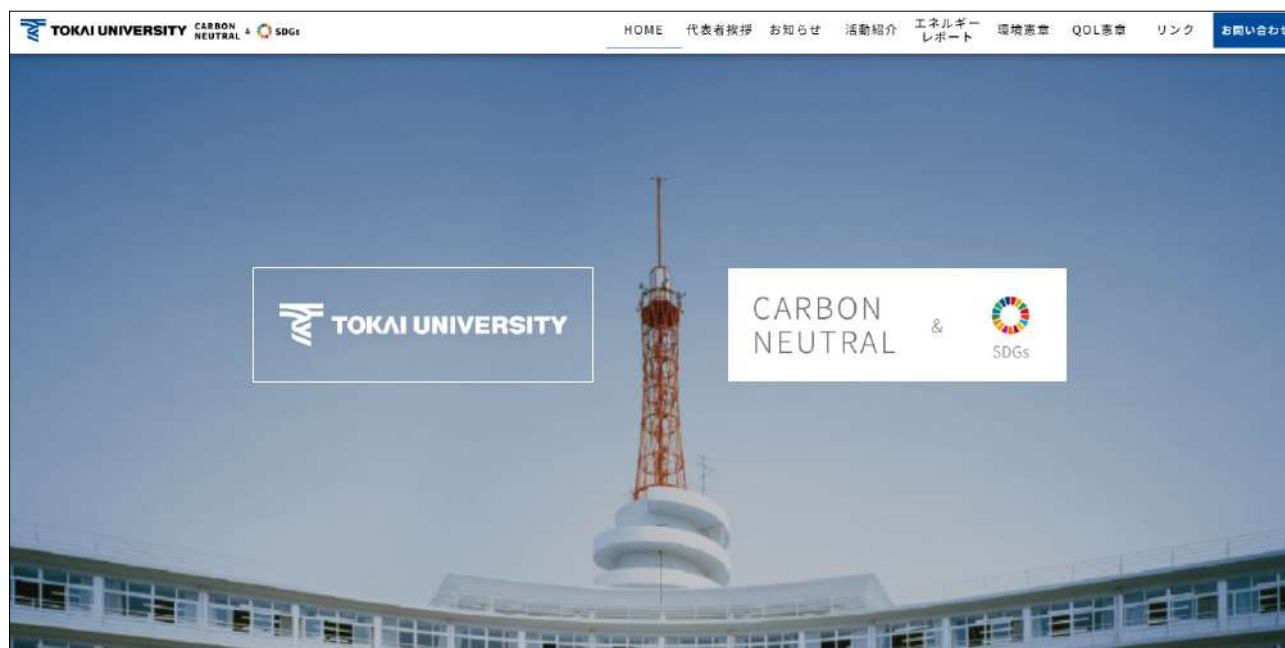 TOKAI UNIVERSITY CARBON NEUTRAL & SDGs
HOME
代表者挨拶
お知らせ
活動紹介
エネルギー
レポート
環境憲章
QOL憲章
リンク
お問い合わせ
TOKAI UNIVERSITY
CARBON
NEUTRAL
&
SDGs